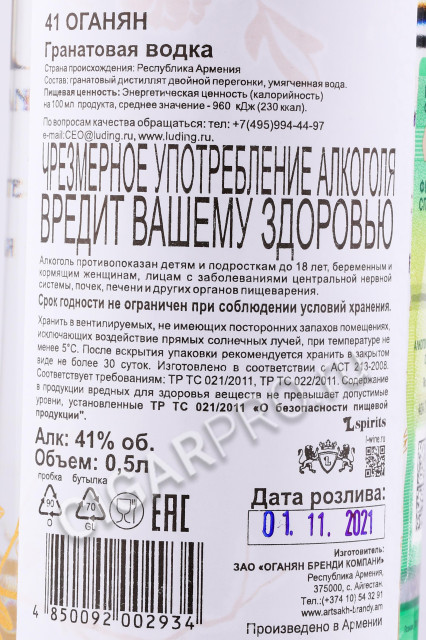 41 ОГАНЯН
Гранатовая водка
Страна происхождения: Республика Армения
Состав: гранатовый дистиллят двойной перегонки, умягченная вода.
Пищевая ценность: Энергетическая ценность (калорийность)
на 100 мл продукта, среднее значение - 960 кДж (230 ккал).
По вопросам качества обращаться: тел: +7(495)994-44-97
e-mail:CEO@luding.ru, www.luding.ru
ЧРЕЗМЕРНОЕ УПОТРЕБЛЕНИЕ АЛКОГОЛЯ
ВРЕДИТ ВАШЕМУ ЗДОРОВЬЮ
Алкоголь противопоказан детям и подросткам до 18 лет, беременным и
кормящим женщинам, лицам с заболеваниями центральной нервной
системы, почек, печени и других органов пищеварения.
Срок годности не ограничен при соблюдении условий хранения.
Хранить в вентилируемых, не имеющих посторонних запахов помещениях,
исключающих воздействие прямых солнечных лучей, при температуре не
менее 5°С. После вскрытия упаковки рекомендуется хранить в закрытом
виде не более 30 суток. Изготовлено в соответствии с АСТ 313-2008.
Соответствует требованиям: ТР ТС 021/2011, ТР ТС 022/2011. Содержание
в продукции вредных для здоровья веществ не превышает допустимые
уровни, установленные ТР ТС 021/2011 «О безопасности пищевой
продукции".
Lspirits
l-wine.ru
Алк: 41% об.
Объем: 0,5л
пробка бутылка
90 70
O GL
EAC
Дата розлива:
01. 11. 2021
Изготовитель:
ЗАО «ОГАНЯН БРЕНДИ КОМПАНИ»
Республика Армения,
375000, с. Айгестан.
Тел.: (+374 10) 54 32 91
www.artsakh-brandy.am
Произведено в Армении
4 850092 002934
CIGARPRO.RU